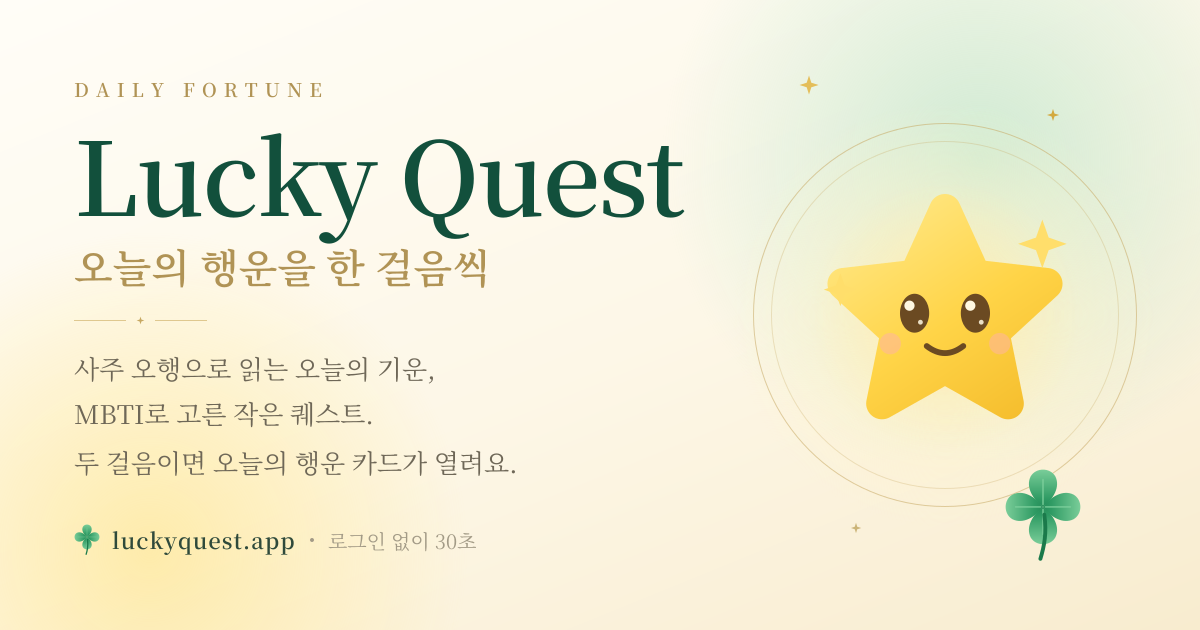 DAILY FORTUNE
Lucky Quest
오늘의 행운을 한 걸음씩
사주 오행으로 읽는 오늘의 기운,
MBTI로 고른 작은 퀘스트.
두 걸음이면 오늘의 행운 카드가 열려요.
luckyquest.app • 로그인 없이 30초